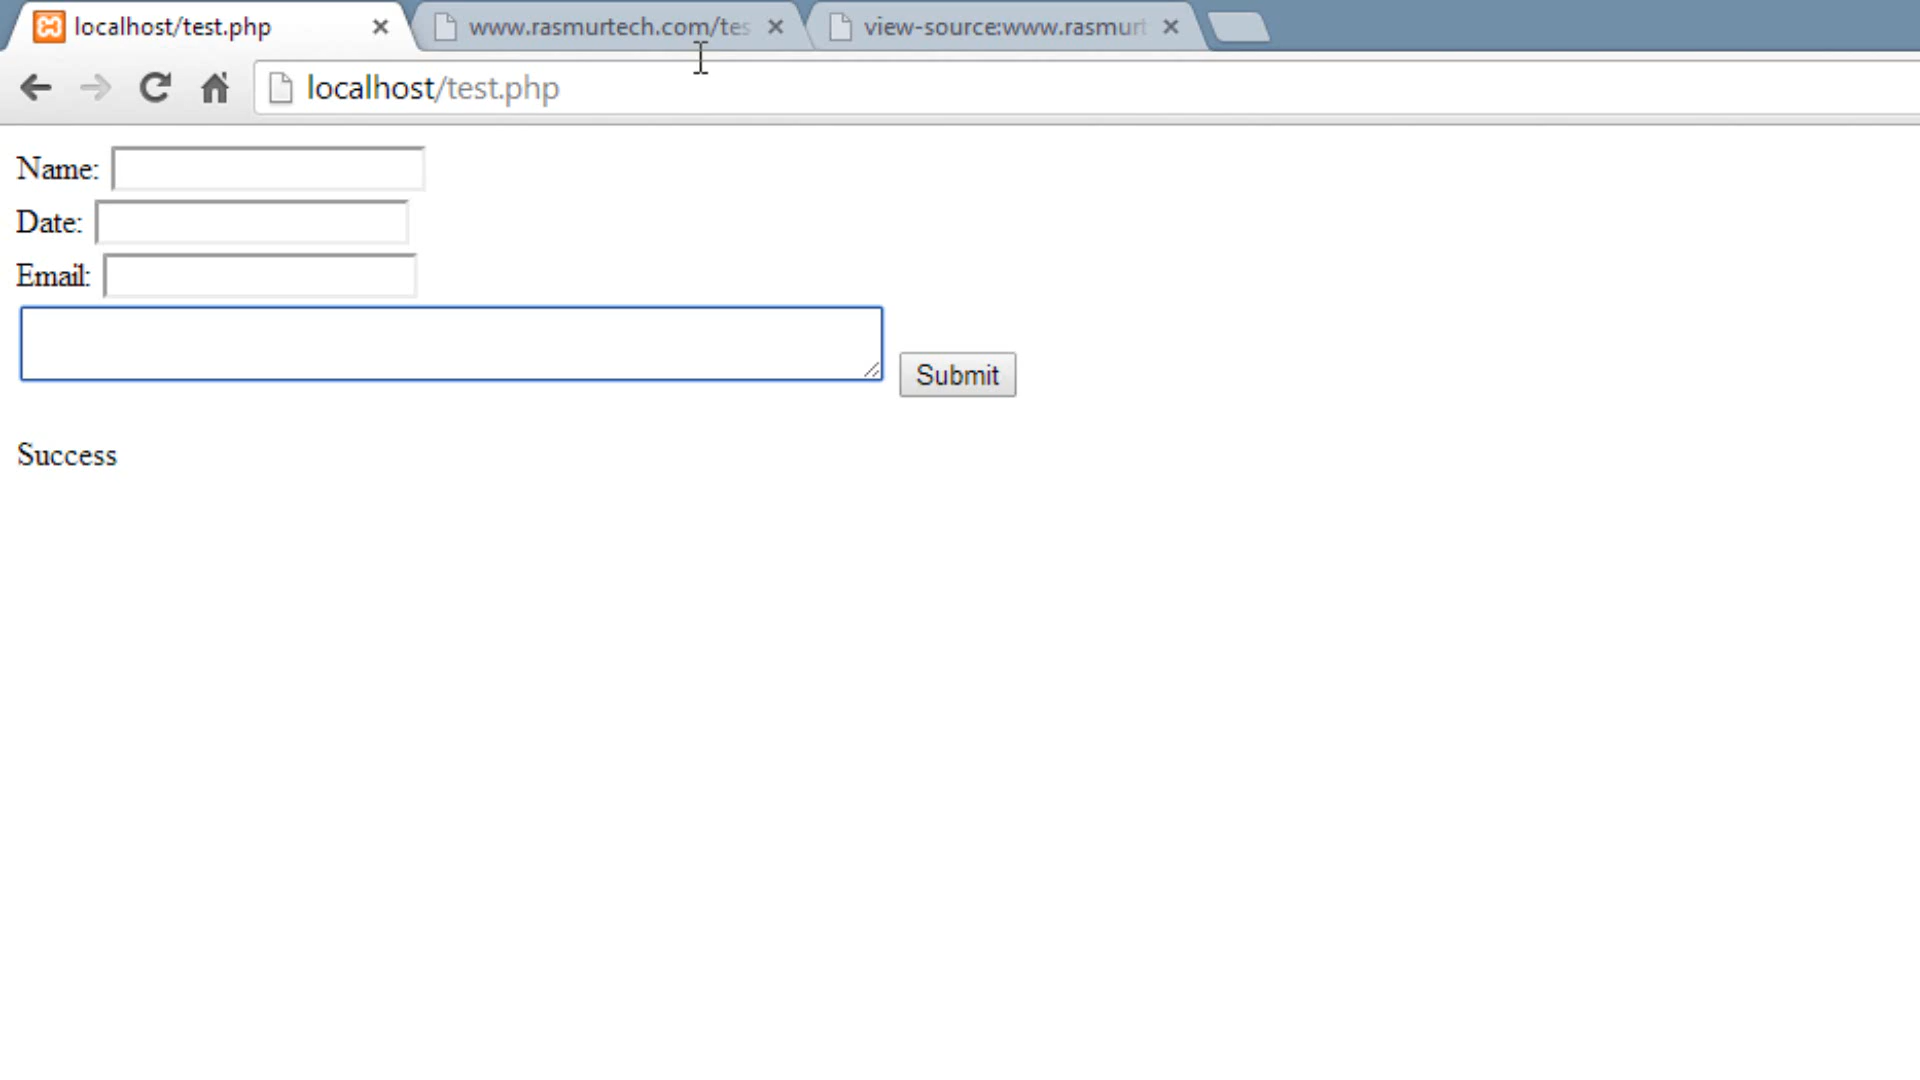 localhost/test.php
www.rasmurtech.com/tes
view-source:www.rasmurt
localhost/test.php
Name:
Date:
Email:
Submit
Success